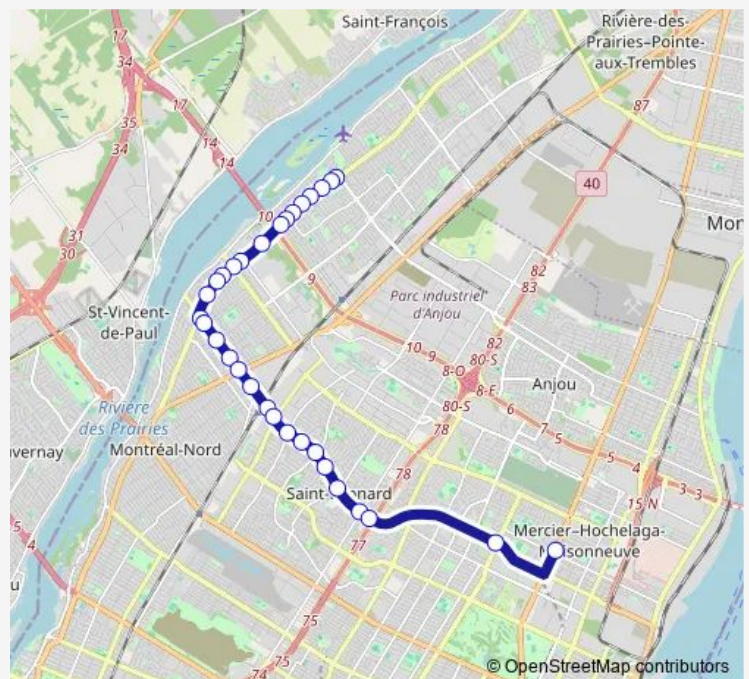 Saint-François
Rivière-des-
Prairies–Pointe-
aux-Trembles
17
34
17
87
35
34
14
14
40
10
Mor
31
30
9
82
83
St-Vincent-
de-Paul
Parc industriel
d'Anjou
10
9
82
80-S
8-O
8-E
Anjou
80-S
6
Rivière
des Prairies
78
7
5
uvernay
Montréal-Nord
5
4
3
3
78
15 N
Saint-
nard
5
4
77
Mercier–Hochelaga-
sonneuve
u
75
74
75
© OpenStreetMap contributors